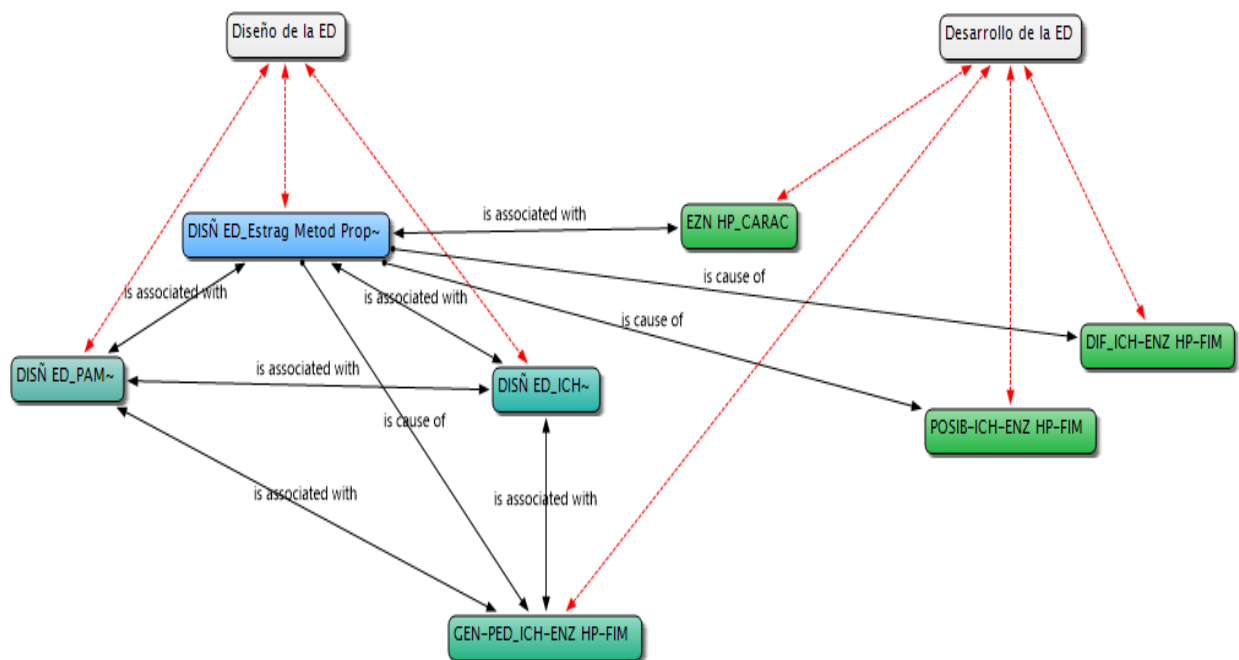 Diseño de la ED
Desarrollo de la ED
is associated with
EZN HP_CARAC
DISÑ ED_Estrag Metod Prop~
is cause of
is associated with
is associated with
is cause of
DIF_ICH-ENZ HP-FIM
DISÑ ED_PAM~
is associated with
DISÑ ED_ICH~
is cause of
POSIB-ICH-ENZ HP-FIM
is associated with
is associated with
GEN-PED_ICH-ENZ HP-FIM